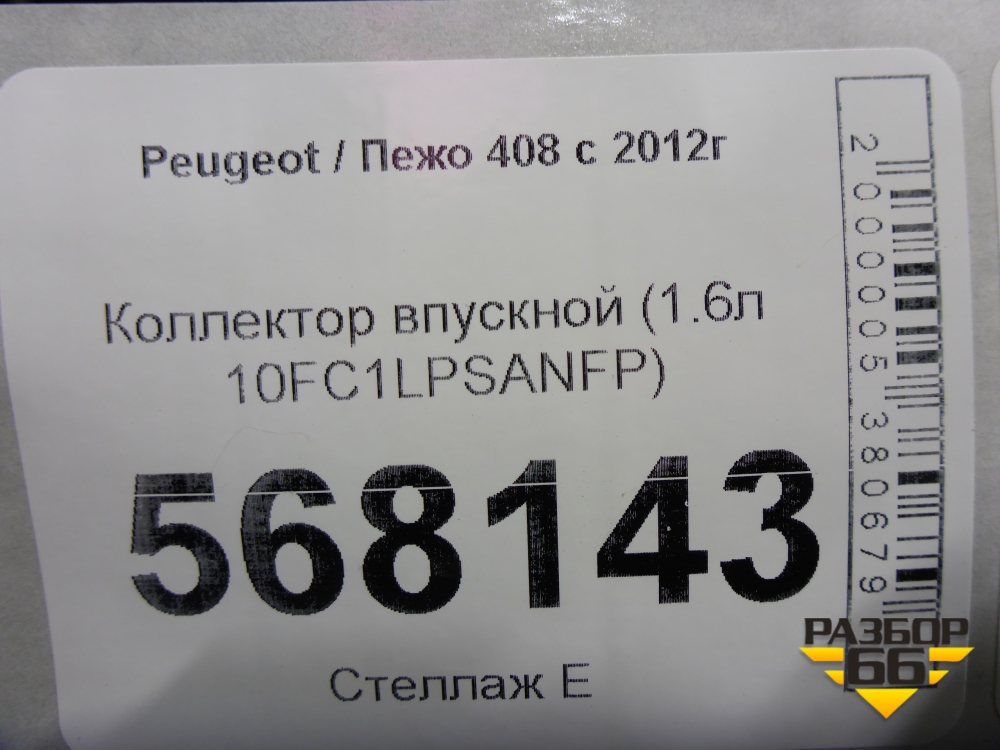 Peugeot / Пежо 408 с 2012г
Коллектор впускной (1.6л
10FC1LPSANFP)
568143
Стеллаж Е
2000005380679
РАЗБОР
66